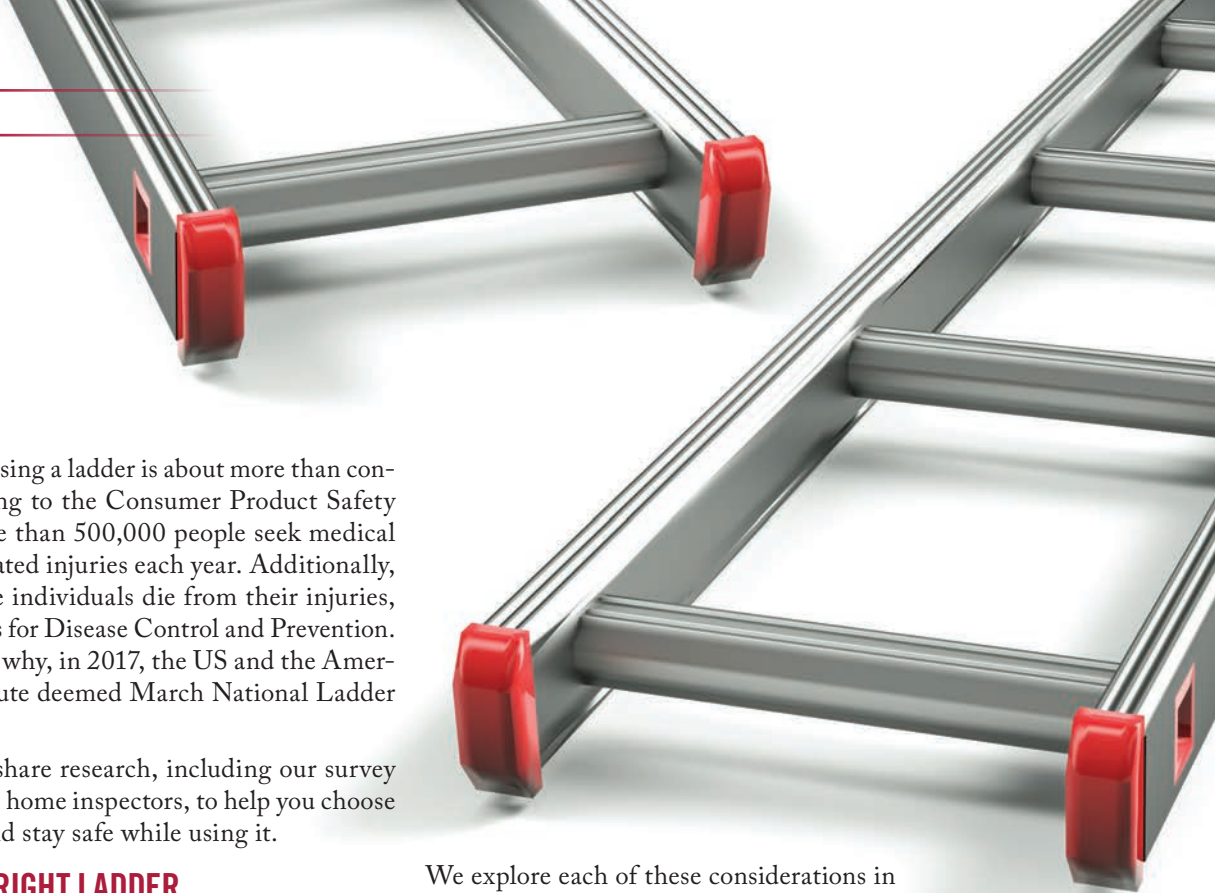 sing a ladder is about more than con-
ng to the Consumer Product Safety
e than 500,000 people seek medical
ated injuries each year. Additionally,
e individuals die from their injuries,
s for Disease Control and Prevention.
why, in 2017, the US and the Amer-
ute deemed March National Ladder
share research, including our survey
home inspectors, to help you choose
d stay safe while using it.
RIGHT LADDER
We explore each of these considerations in